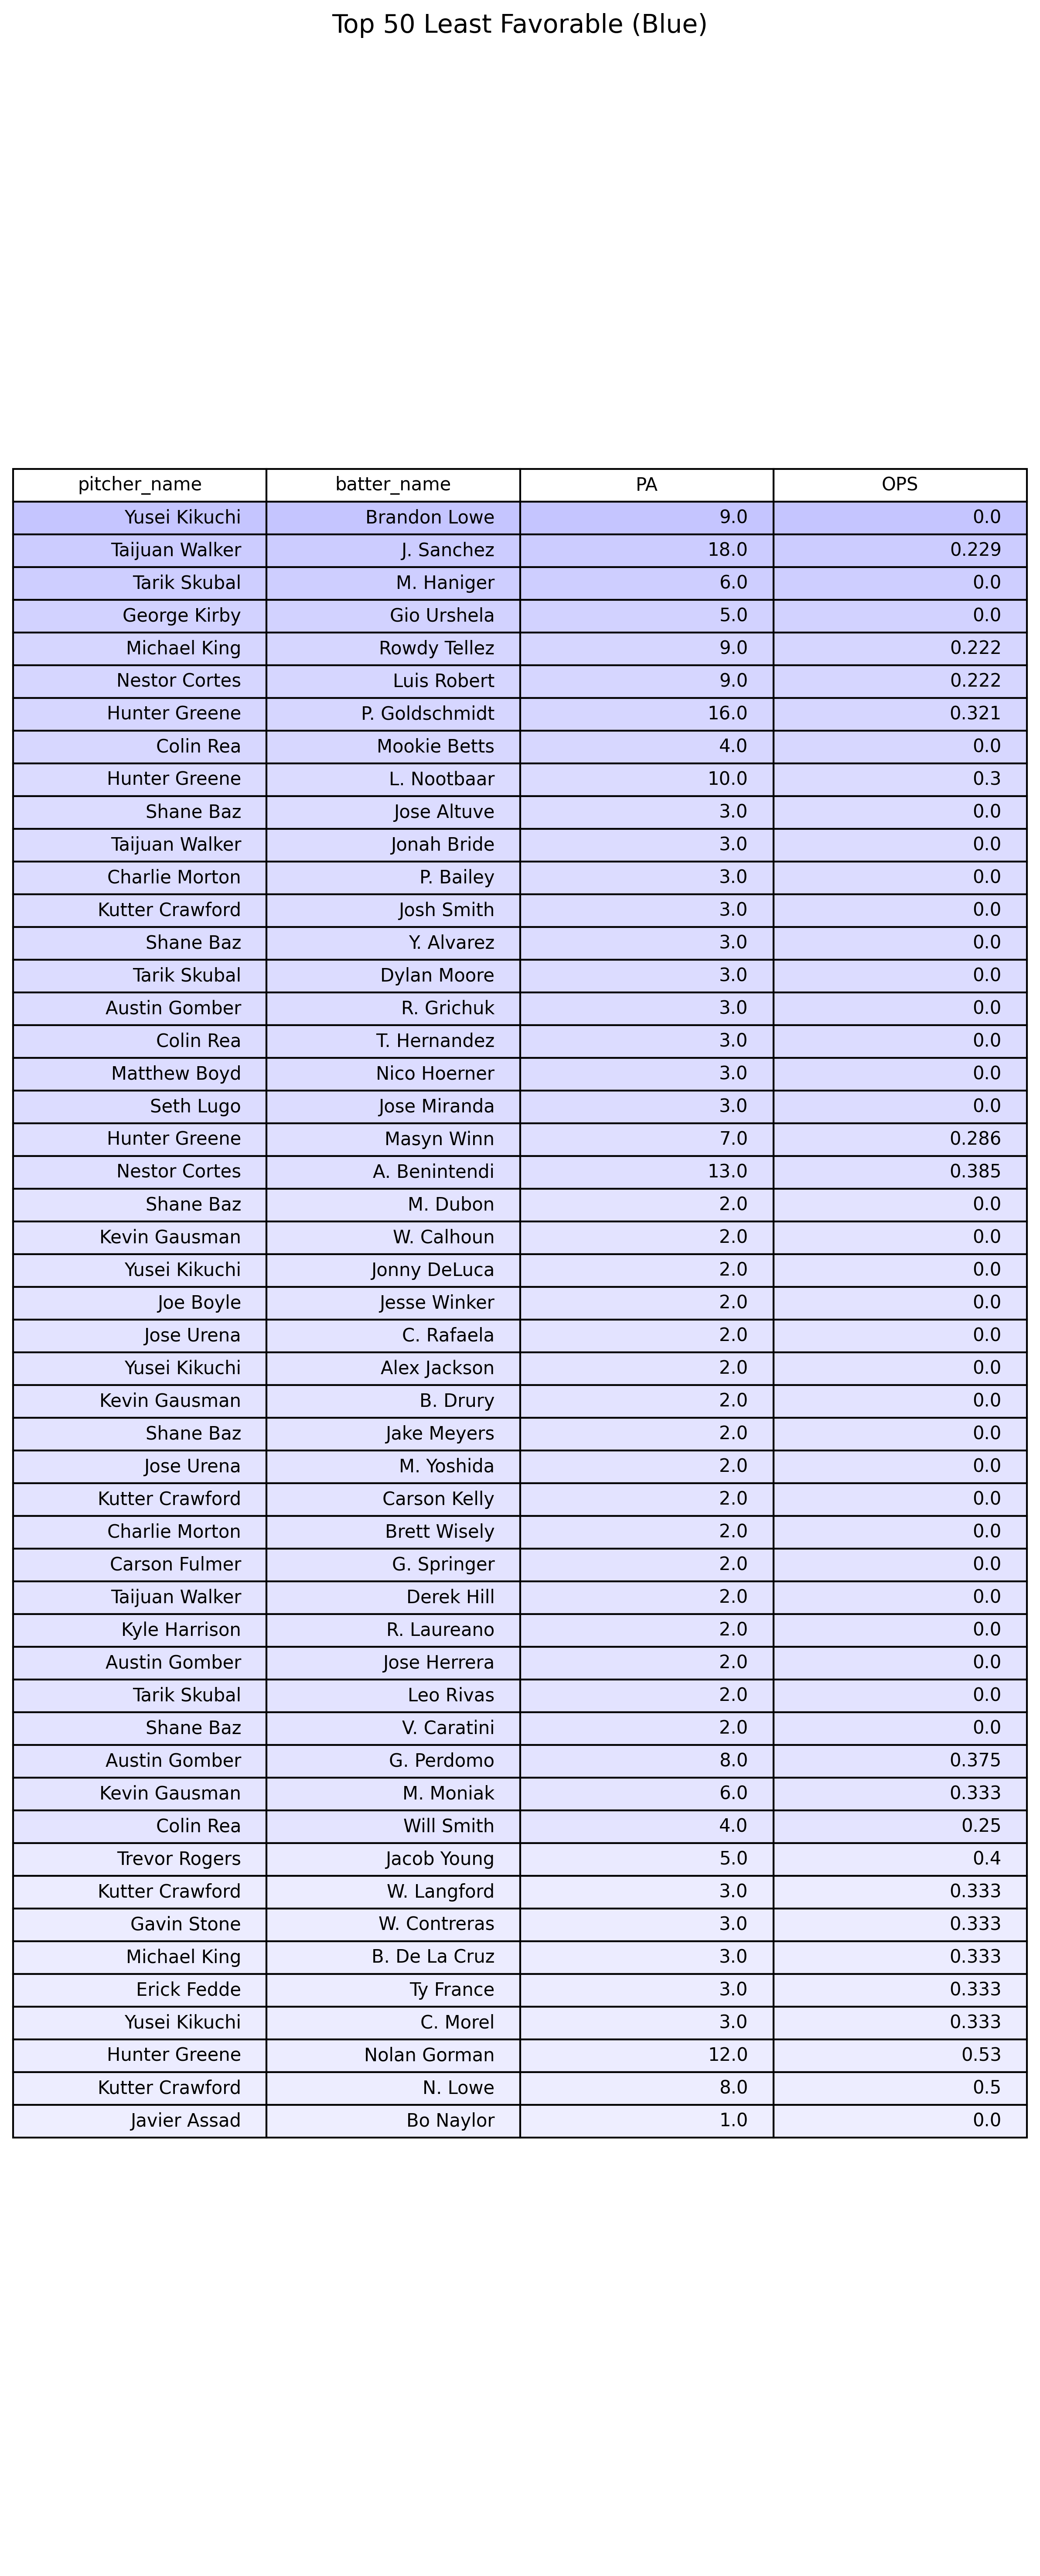 Top 50 Least Favorable (Blue)
pitcher_name batter_name PA OPS
Yusei Kikuchi Brandon Lowe 9.0 0.0
Taijuan Walker J. Sanchez 18.0 0.229
Tarik Skubal M. Haniger 6.0 0.0
George Kirby Gio Urshela 5.0 0.0
Michael King Rowdy Tellez 9.0 0.222
Nestor Cortes Luis Robert 9.0 0.222
Hunter Greene P. Goldschmidt 16.0 0.321
Colin Rea Mookie Betts 4.0 0.0
Hunter Greene L. Nootbaar 10.0 0.3
Shane Baz Jose Altuve 3.0 0.0
Taijuan Walker Jonah Bride 3.0 0.0
Charlie Morton P. Bailey 3.0 0.0
Kutter Crawford Josh Smith 3.0 0.0
Shane Baz Y. Alvarez 3.0 0.0
Tarik Skubal Dylan Moore 3.0 0.0
Austin Gomber R. Grichuk 3.0 0.0
Colin Rea T. Hernandez 3.0 0.0
Matthew Boyd Nico Hoerner 3.0 0.0
Seth Lugo Jose Miranda 3.0 0.0
Hunter Greene Masyn Winn 7.0 0.286
Nestor Cortes A. Benintendi 13.0 0.385
Shane Baz M. Dubon 2.0 0.0
Kevin Gausman W. Calhoun 2.0 0.0
Yusei Kikuchi Jonny DeLuca 2.0 0.0
Joe Boyle Jesse Winker 2.0 0.0
Jose Urena C. Rafaela 2.0 0.0
Yusei Kikuchi Alex Jackson 2.0 0.0
Kevin Gausman B. Drury 2.0 0.0
Shane Baz Jake Meyers 2.0 0.0
Jose Urena M. Yoshida 2.0 0.0
Kutter Crawford Carson Kelly 2.0 0.0
Charlie Morton Brett Wisely 2.0 0.0
Carson Fulmer G. Springer 2.0 0.0
Taijuan Walker Derek Hill 2.0 0.0
Kyle Harrison R. Laureano 2.0 0.0
Austin Gomber Jose Herrera 2.0 0.0
Tarik Skubal Leo Rivas 2.0 0.0
Shane Baz V. Caratini 2.0 0.0
Austin Gomber G. Perdomo 8.0 0.375
Kevin Gausman M. Moniak 6.0 0.333
Colin Rea Will Smith 4.0 0.25
Trevor Rogers Jacob Young 5.0 0.4
Kutter Crawford W. Langford 3.0 0.333
Gavin Stone W. Contreras 3.0 0.333
Michael King B. De La Cruz 3.0 0.333
Erick Fedde Ty France 3.0 0.333
Yusei Kikuchi C. Morel 3.0 0.333
Hunter Greene Nolan Gorman 12.0 0.53
Kutter Crawford N. Lowe 8.0 0.5
Javier Assad Bo Naylor 1.0 0.0